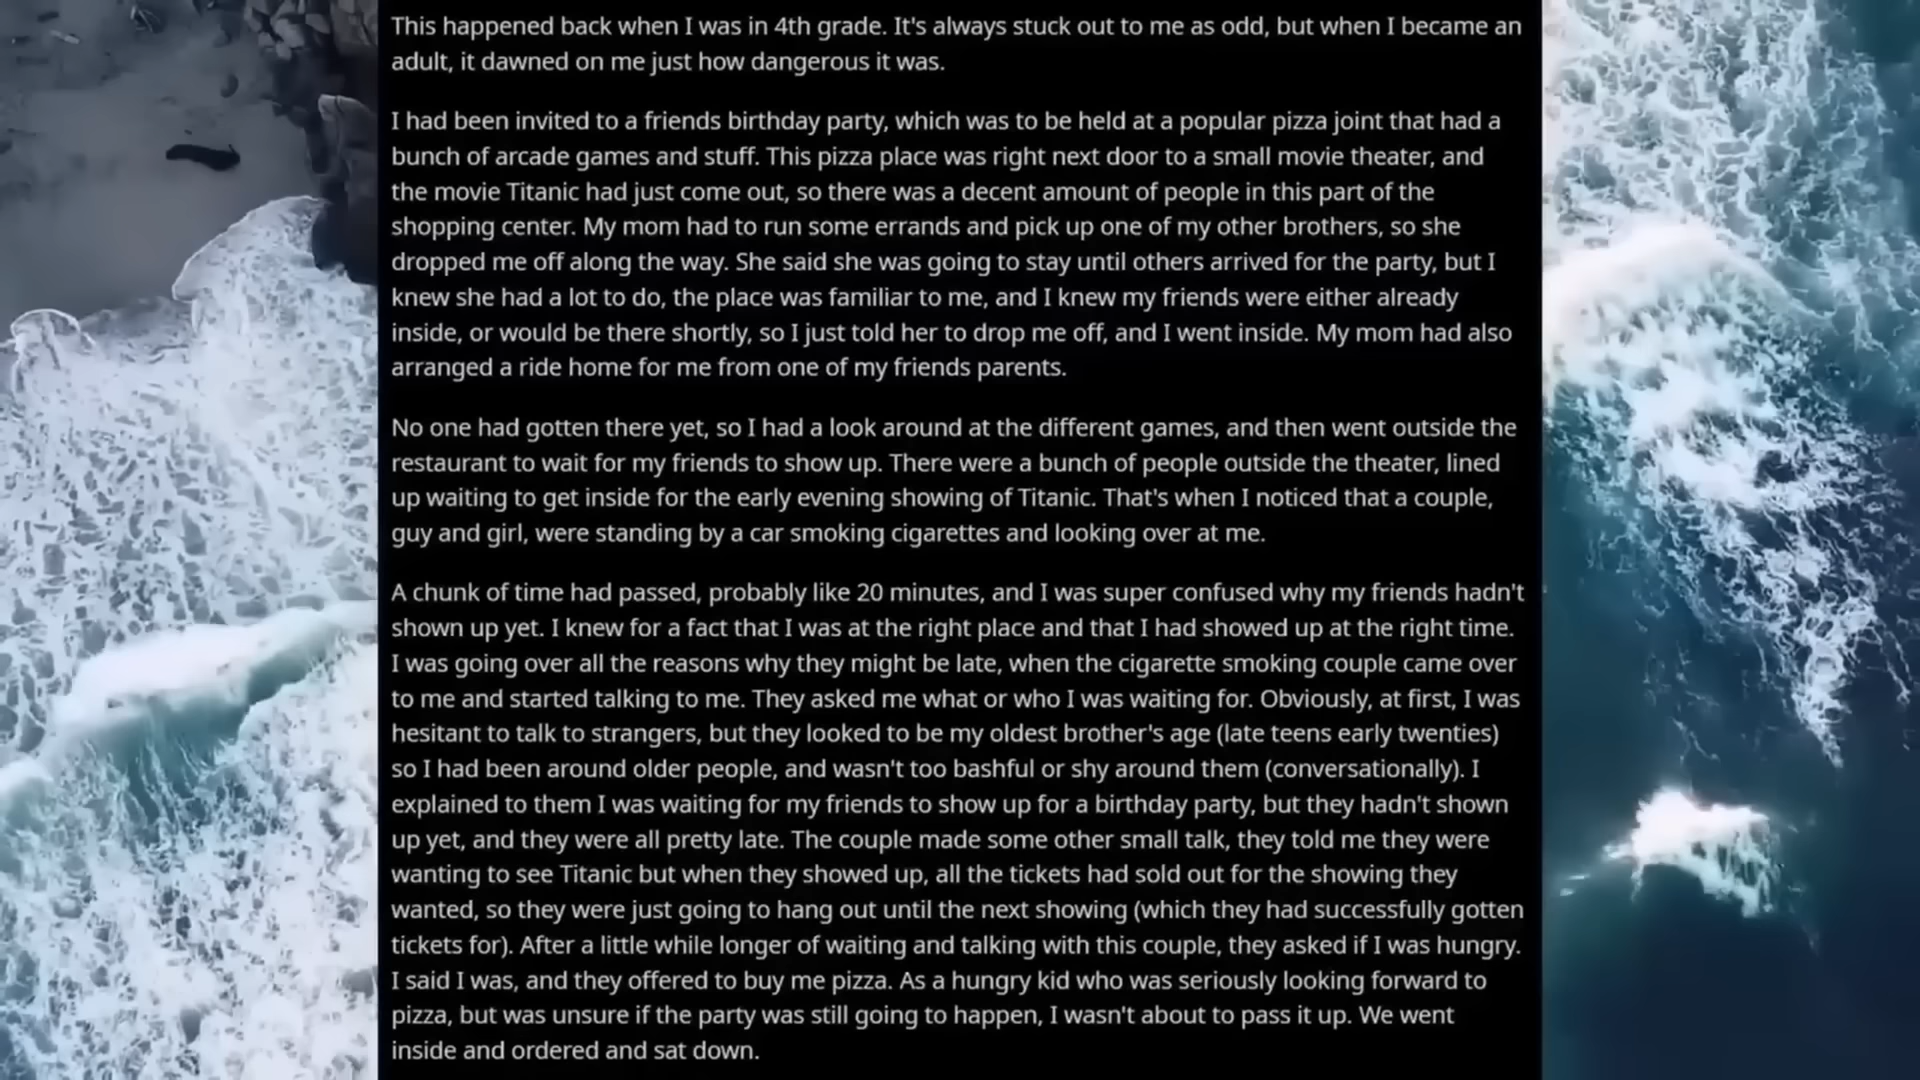 This happened back when I was in 4th grade. It's always stuck out to me as odd, but when I became an
adult, it dawned on me just how dangerous it was.
I had been invited to a friends birthday party, which was to be held at a popular pizza joint that had a
bunch of arcade games and stuff. This pizza place was right next door to a small movie theater, and
the movie Titanic had just come out, so there was a decent amount of people in this part of the
shopping center. My mom had to run some errands and pick up one of my other brothers, so she
dropped me off along the way. She said she was going to stay until others arrived for the party, but I
knew she had a lot to do, the place was familiar to me, and I knew my friends were either already
inside, or would be there shortly, so I just told her to drop me off, and I went inside. My mom had also
arranged a ride home for me from one of my friends parents.
No one had gotten there yet, so I had a look around at the different games, and then went outside the
restaurant to wait for my friends to show up. There were a bunch of people outside the theater, lined
up waiting to get inside for the early evening showing of Titanic. That's when I noticed that a couple,
guy and girl, were standing by a car smoking cigarettes and looking over at me.
A chunk of time had passed, probably like 20 minutes, and I was super confused why my friends hadn't
shown up yet. I knew for a fact that I was at the right place and that I had showed up at the right time.
I was going over all the reasons why they might be late, when the cigarette smoking couple came over
to me and started talking to me. They asked me what or who I was waiting for. Obviously, at first, I was
hesitant to talk to strangers, but they looked to be my oldest brother's age (late teens early twenties)
so I had been around older people, and wasn't too bashful or shy around them (conversationally). I
explained to them I was waiting for my friends to show up for a birthday party, but they hadn't shown
up yet, and they were all pretty late. The couple made some other small talk, they told me they were
wanting to see Titanic but when they showed up, all the tickets had sold out for the showing they
wanted, so they were just going to hang out until the next showing (which they had successfully gotten
tickets for). After a little while longer of waiting and talking with this couple, they asked if I was hungry.
I said I was, and they offered to buy me pizza. As a hungry kid who was seriously looking forward to
pizza, but was unsure if the party was still going to happen, I wasn't about to pass it up. We went
inside and ordered and sat down.